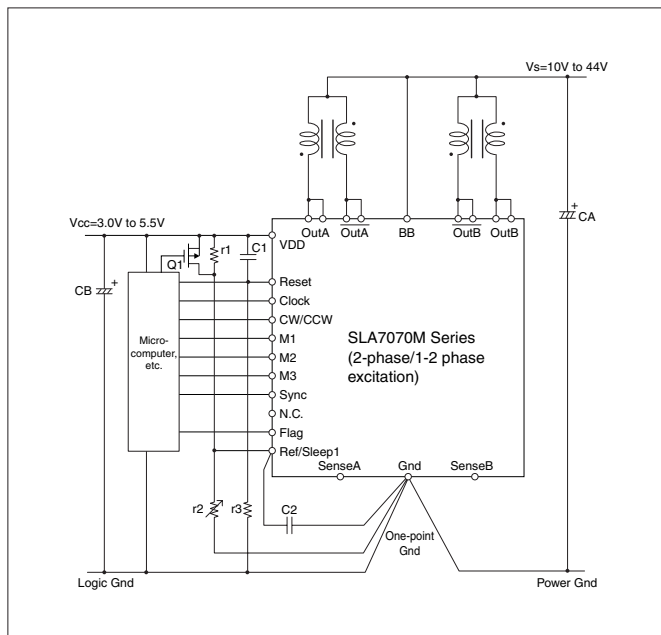 Vs=10V to 44V
Vcc=3.0V to 5.5V
OutA
OutA
BB
OutB
OutB
CA
VDD
r1
C1
Q1
CB
Reset
Clock
CW/CCW
M1
M2
M3
Sync
N.C.
Flag
Ref/Sleep1
Micro-
computer,
etc.
SLA7070M Series
(2-phase/1-2 phase
excitation)
SenseA
Gnd
SenseB
r2
r3
C2
One-point
Gnd
Logic Gnd
Power Gnd